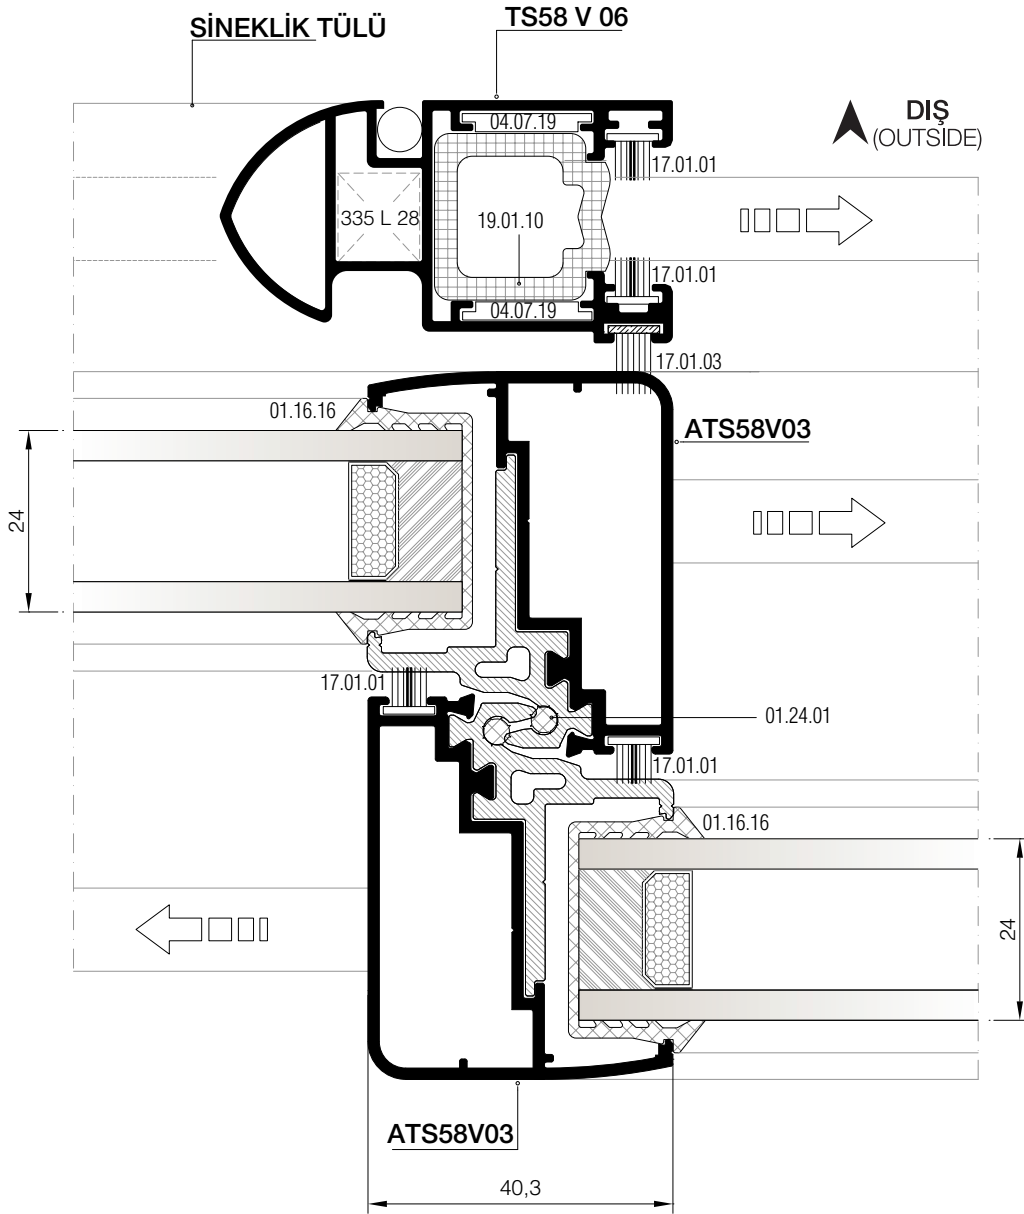 SİNEKLİK TÜLÜ
TS58 V 06
DIŞ
(OUTSIDE)
04.07.19
17.01.01
335 L 28
19.01.10
17.01.01
04.07.19
17.01.03
01.16.16
ATS58V03
24
17.01.01
01.24.01
17.01.01
01.16.16
24
ATS58V03
40,3